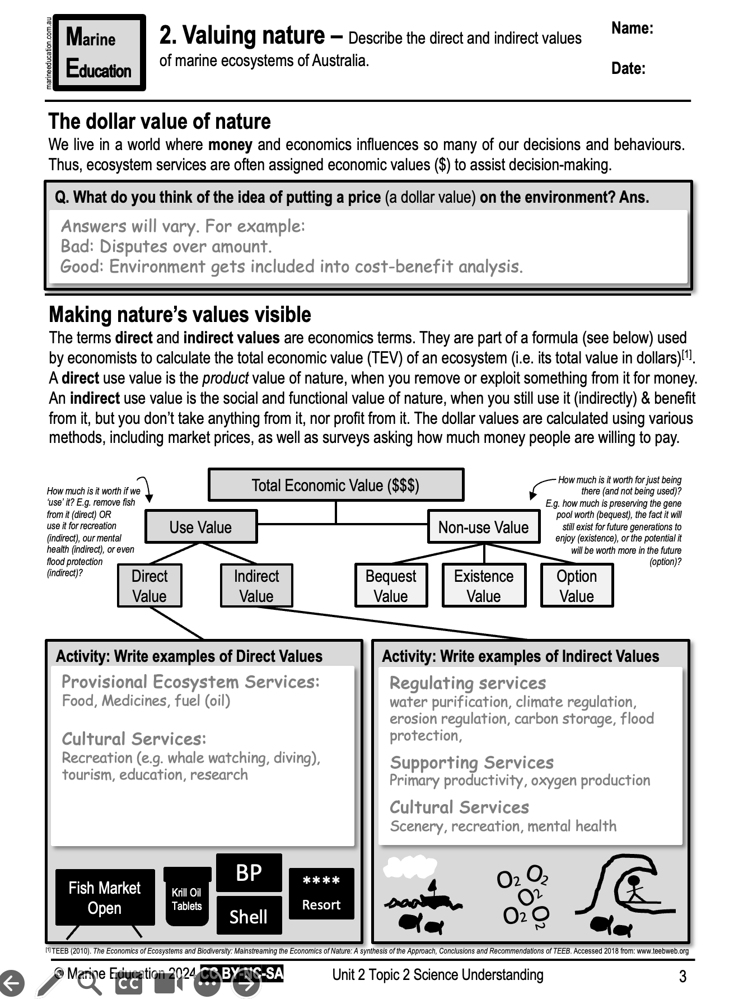 marineeducation.com.au
Marine
Education
2. Valuing nature – Describe the direct and indirect values
of marine ecosystems of Australia.
Name:
Date:
The dollar value of nature
We live in a world where money and economics influences so many of our decisions and behaviours.
Thus, ecosystem services are often assigned economic values ($) to assist decision-making.
Q. What do you think of the idea of putting a price (a dollar value) on the environment? Ans.
Answers will vary. For example:
Bad: Disputes over amount.
Good: Environment gets included into cost-benefit analysis.
Making nature's values visible
The terms direct and indirect values are economics terms. They are part of a formula (see below) used
by economists to calculate the total economic value (TEV) of an ecosystem (i.e. its total value in dollars)[1].
A direct use value is the product value of nature, when you remove or exploit something from it for money.
An indirect use value is the social and functional value of nature, when you still use it (indirectly) & benefit
from it, but you don't take anything from it, nor profit from it. The dollar values are calculated using various
methods, including market prices, as well as surveys asking how much money people are willing to pay.
Total Economic Value ($$$)
How much is it worth if we
'use' it? E.g. remove fish
from it (direct) OR
use it for recreation
(indirect), our mental
health (indirect), or even
flood protection
(indirect)?
How much is it worth for just being
there (and not being used)?
E.g. how much is preserving the gene
pool worth (bequest), the fact it will
still exist for future generations to
enjoy (existence), or the potential it
will be worth more in the future
(option)?
Use Value
Non-use Value
Direct
Value
Indirect
Value
Bequest
Value
Existence
Value
Option
Value
Activity: Write examples of Direct Values
Provisional Ecosystem Services:
Food, Medicines, fuel (oil)
Cultural Services:
Recreation (e.g. whale watching, diving),
tourism, education, research
Fish Market
Open
Krill Oil
Tablets
BP
Shell
****
Resort
Activity: Write examples of Indirect Values
Regulating services
water purification, climate regulation,
erosion regulation, carbon storage, flood
protection,
Supporting Services
Primary productivity, oxygen production
Cultural Services
Scenery, recreation, mental health
O2 O2
O2
O2 O2
[1] TEEB (2010). The Economics of Ecosystems and Biodiversity: Mainstreaming the Economics of Nature: A synthesis of the Approach, Conclusions and Recommendations of TEEB. Accessed 2018 from: www.teebweb.org
© Marine Education 2024 CC BY-NC-SA
CC
Unit 2 Topic 2 Science Understanding
3